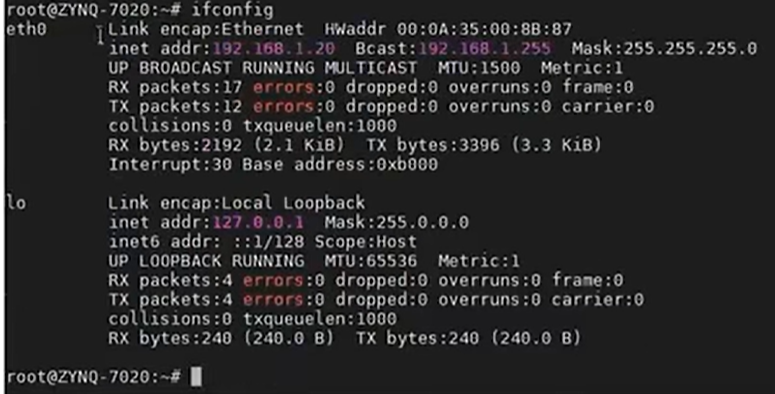 root@ZYNQ-7020:~# ifconfig
eth0 Link encap:Ethernet HWaddr 00:0A:35:00:8B:87
inet addr:192.168.1.20 Bcast:192.168.1.255 Mask:255.255.255.0
UP BROADCAST RUNNING MULTICAST MTU:1500 Metric:1
RX packets:17 errors:0 dropped:0 overruns:0 frame:0
TX packets:12 errors:0 dropped:0 overruns:0 carrier:0
collisions:0 txqueuelen:1000
RX bytes:2192 (2.1 KiB) TX bytes:3396 (3.3 KiB)
Interrupt:30 Base address:0xb000
lo Link encap:Local Loopback
inet addr:127.0.0.1 Mask:255.0.0.0
inet6 addr: ::1/128 Scope:Host
UP LOOPBACK RUNNING MTU:65536 Metric:1
RX packets:4 errors:0 dropped:0 overruns:0 frame:0
TX packets:4 errors:0 dropped:0 overruns:0 carrier:0
collisions:0 txqueuelen:1000
RX bytes:240 (240.0 B) TX bytes:240 (240.0 B)
root@ZYNQ-7020:~#